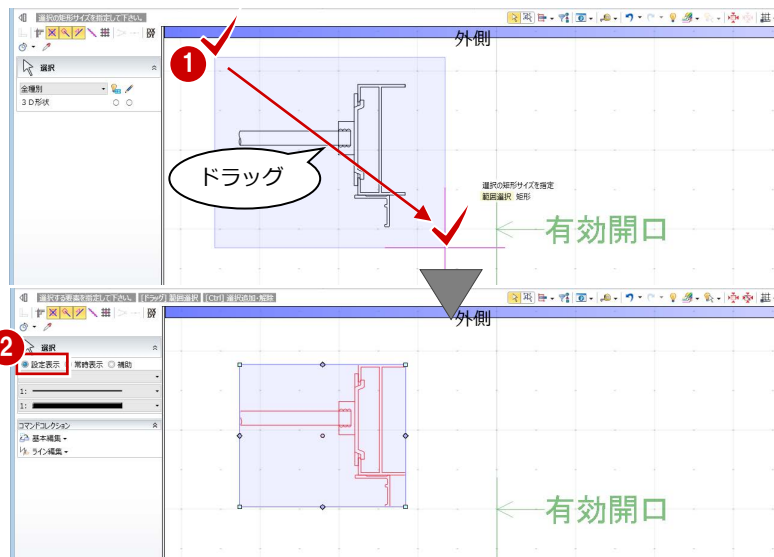 選択の矩形サイズを指定して下さい。
外側
1
選択
全種別
3D形状
ドラッグ
選択の矩形サイズを指定
範囲選択 矩形
有効開口
選択する要素を指定して下さい。 [[ドラッグ] 範囲選択 [Ctrl] 選択追加・解除
外側
2
選択
設定表示 常時表示 補助
1:
1:
コマンドコレクション
基本編集
ライン編集
有効開口